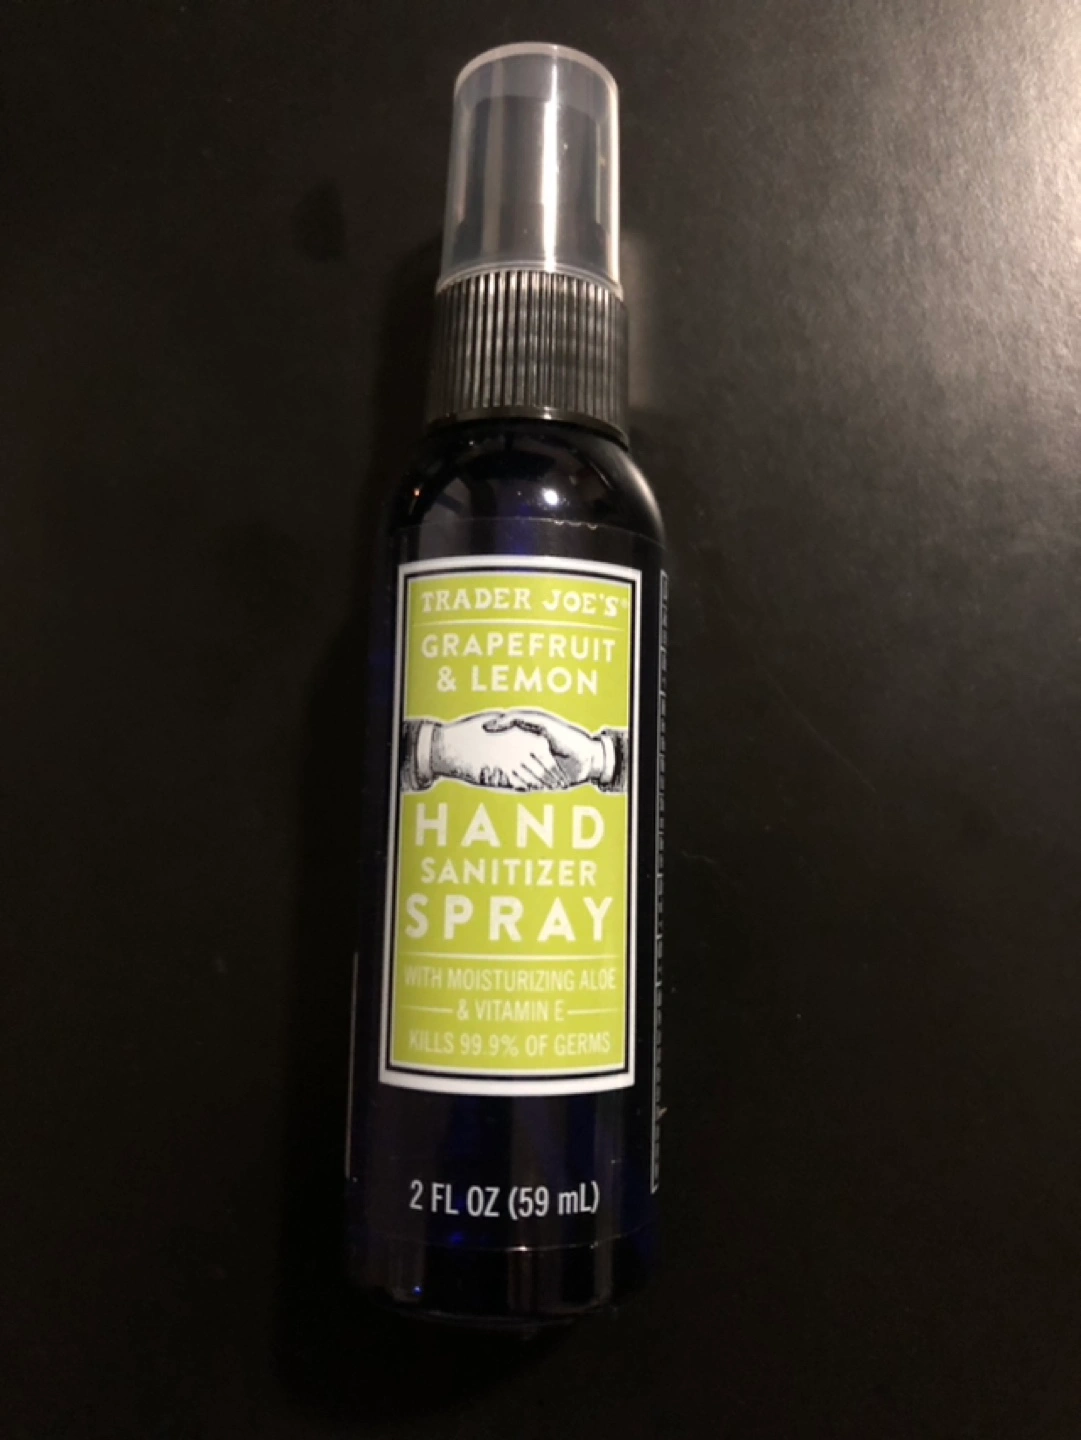 TRADER JOE'S®
GRAPEFRUIT
& LEMON
HAND
SANITIZER
SPRAY
WITH MOISTURIZING ALOE
& VITAMIN E
KILLS 99.9% OF GERMS
2 FL OZ (59 mL)